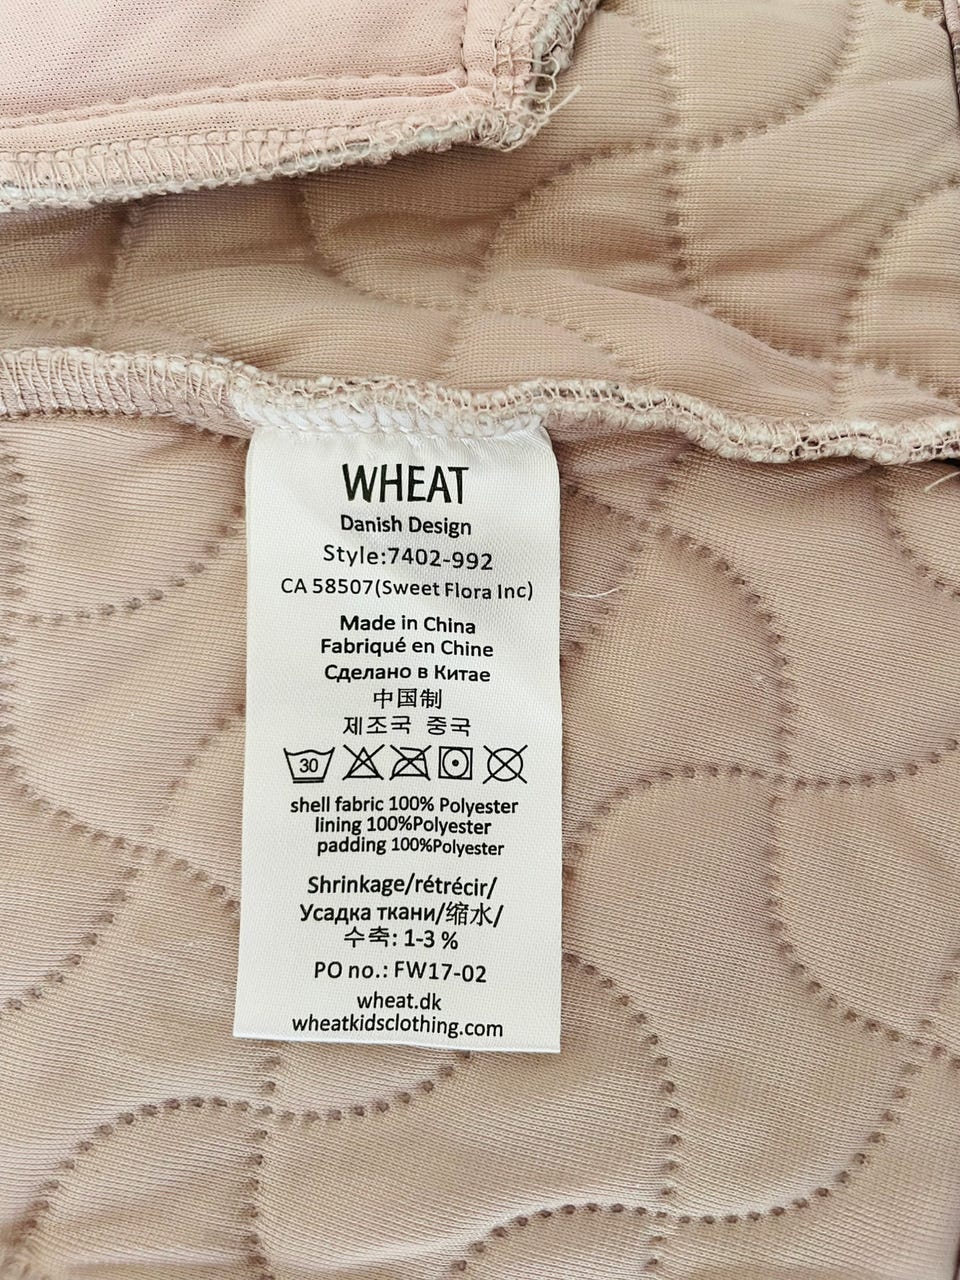 WHEAT
Danish Design
Style:7402-992
CA 58507(Sweet Flora Inc)
Made in China
Fabriqué en Chine
Сделано в Китае
中国制
제조국 중국
30
shell fabric 100% Polyester
lining 100%Polyester
padding 100%Polyester
Shrinkage/rétrécir/
Усадка ткани/缩水/
수축: 1-3 %
PO no.: FW17-02
wheat.dk
wheatkidsclothing.com